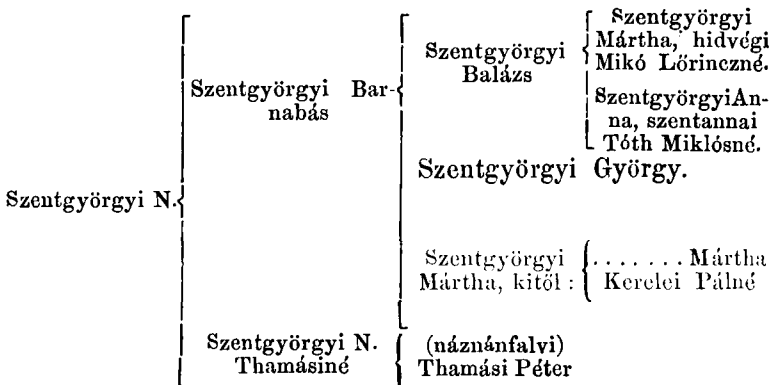 Szentgyörgyi N.
Szentgyörgyi Bar-
nabás
Szentgyörgyi
Balázs
Szentgyörgyi
Mártha, hidvégi
Mikó Lőrinczné.
SzentgyörgyiAn-
na, szentannai
Tóth Miklósné.
Szentgyörgyi György.
Szentgyörgyi
Mártha, kitől :
. . . . . . . Mártha
Kerelei Pálné
Szentgyörgyi N.
Thamásiné
(náznánfalvi)
Thamási Péter